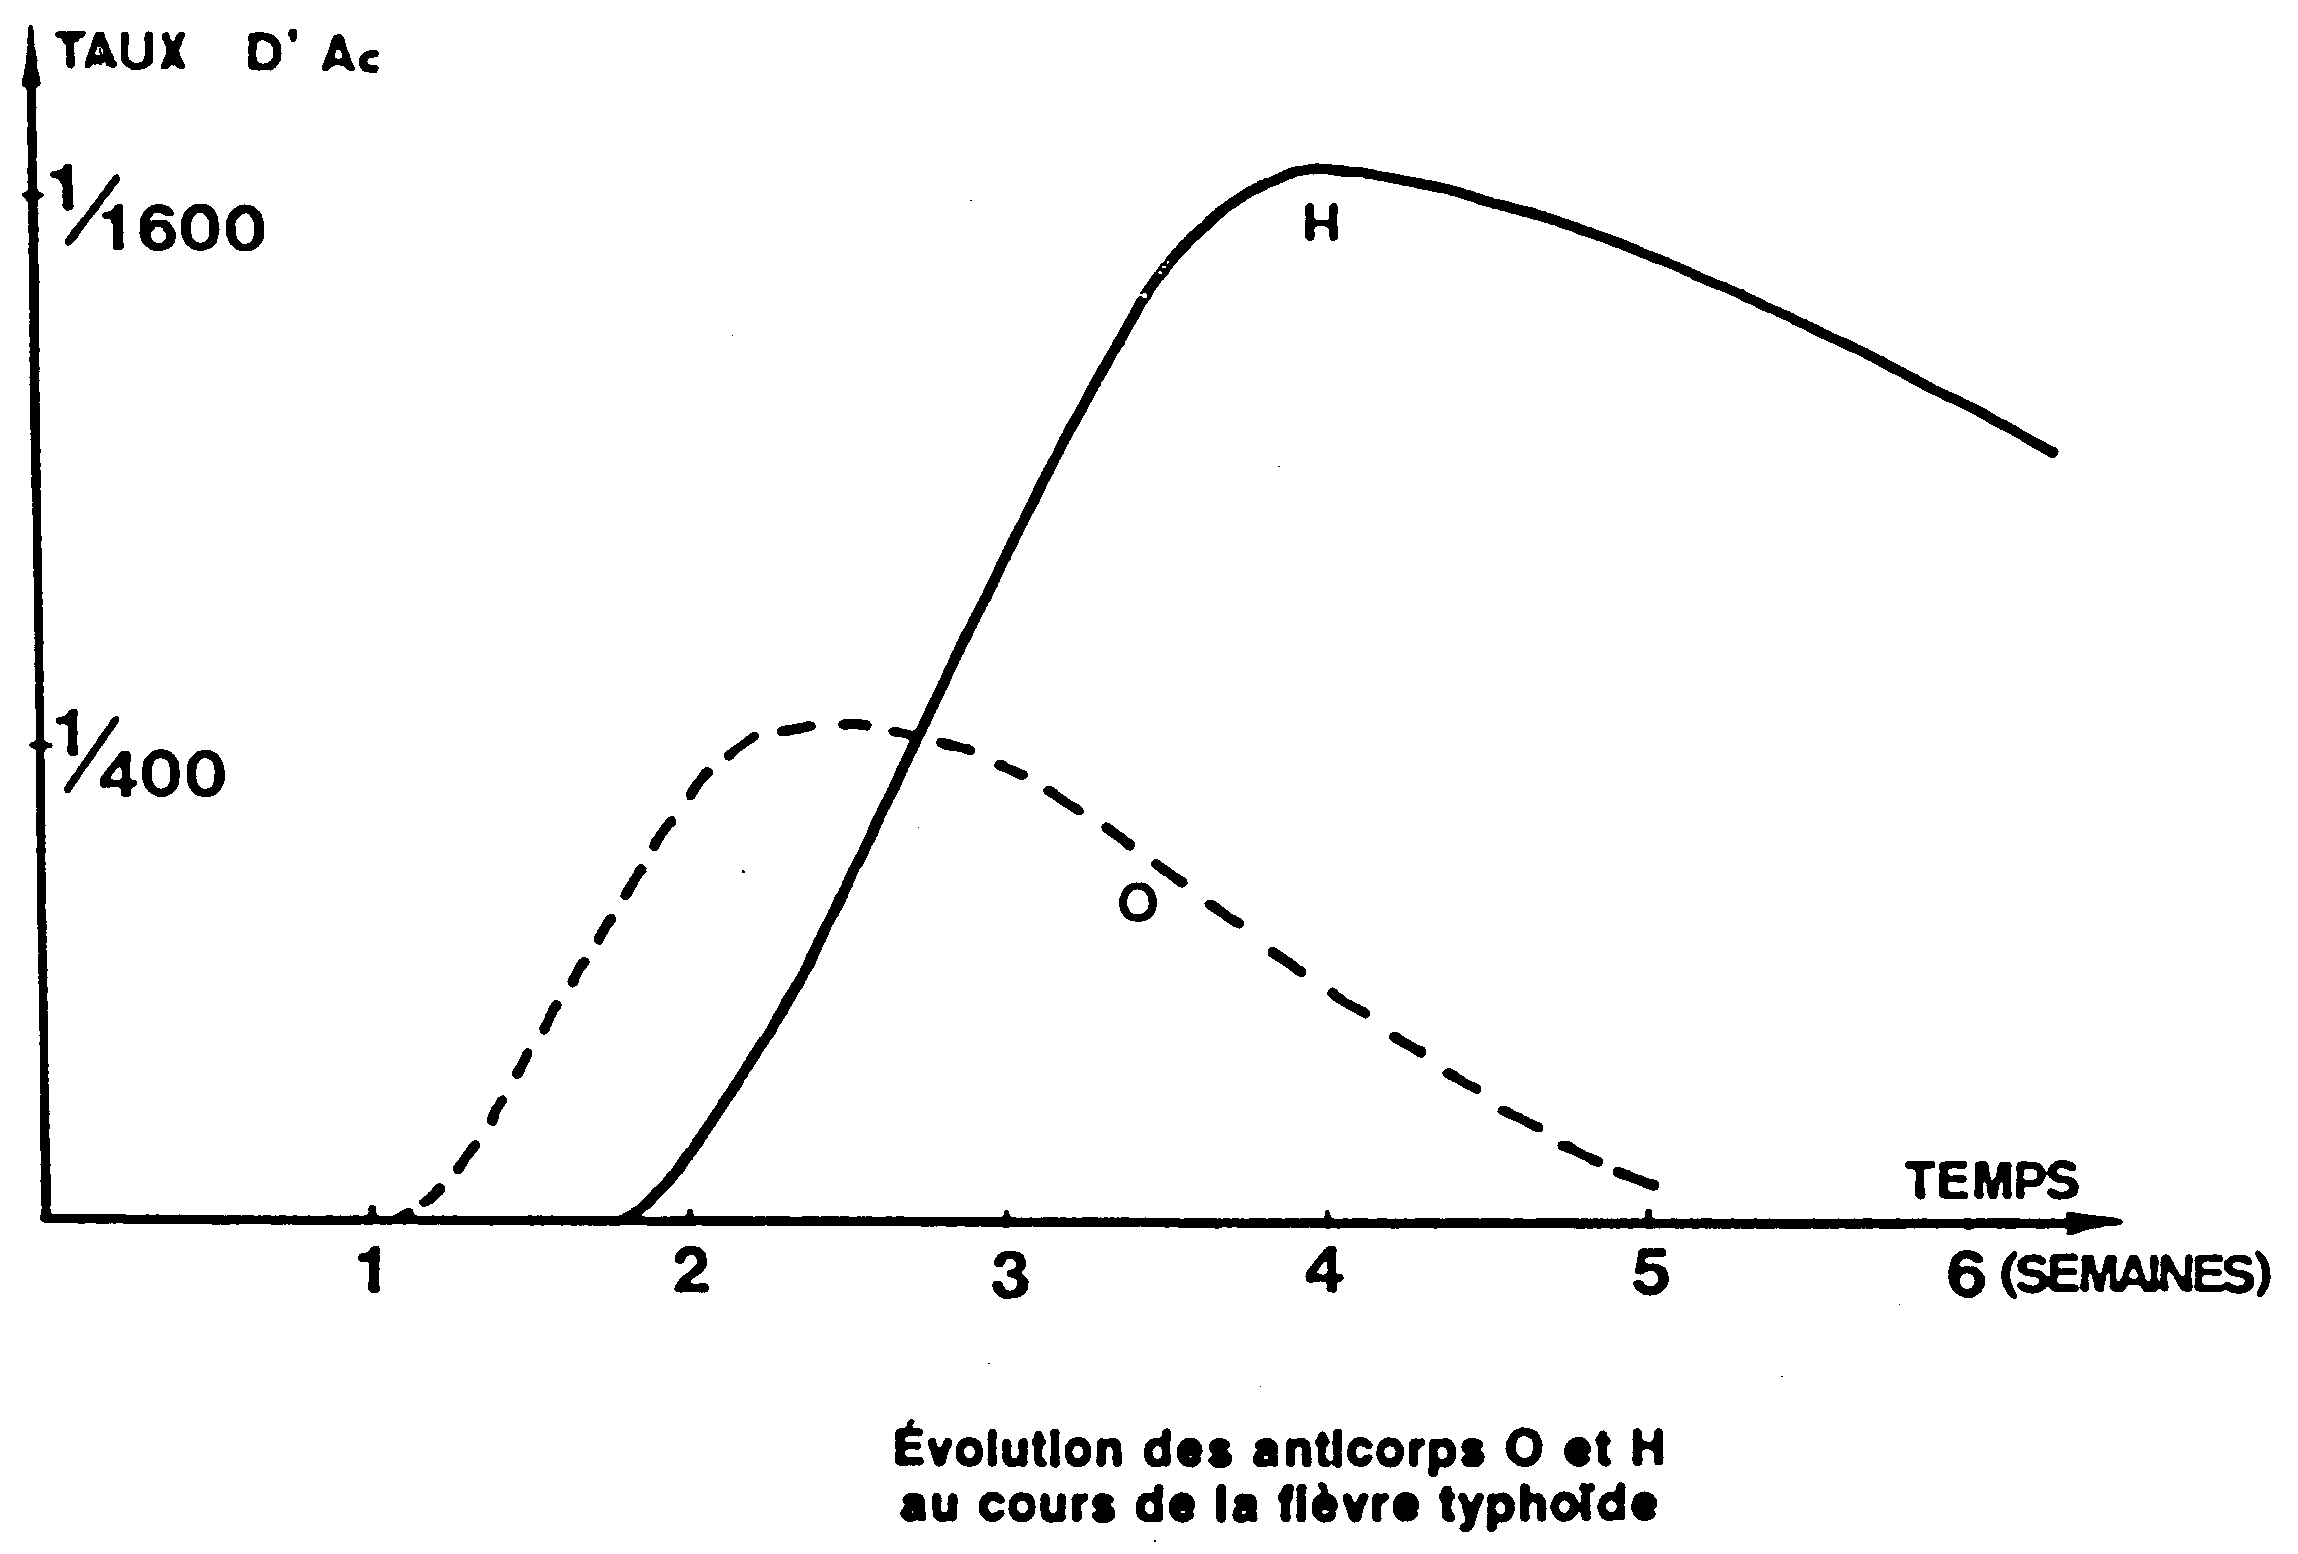 TAUX D' Ac
1/1600
H
1/400
O
TEMPS
1 2 3 4 5 6 (SEMAINES)
Évolution des anticorps O et H
au cours de la fièvre typhoïde